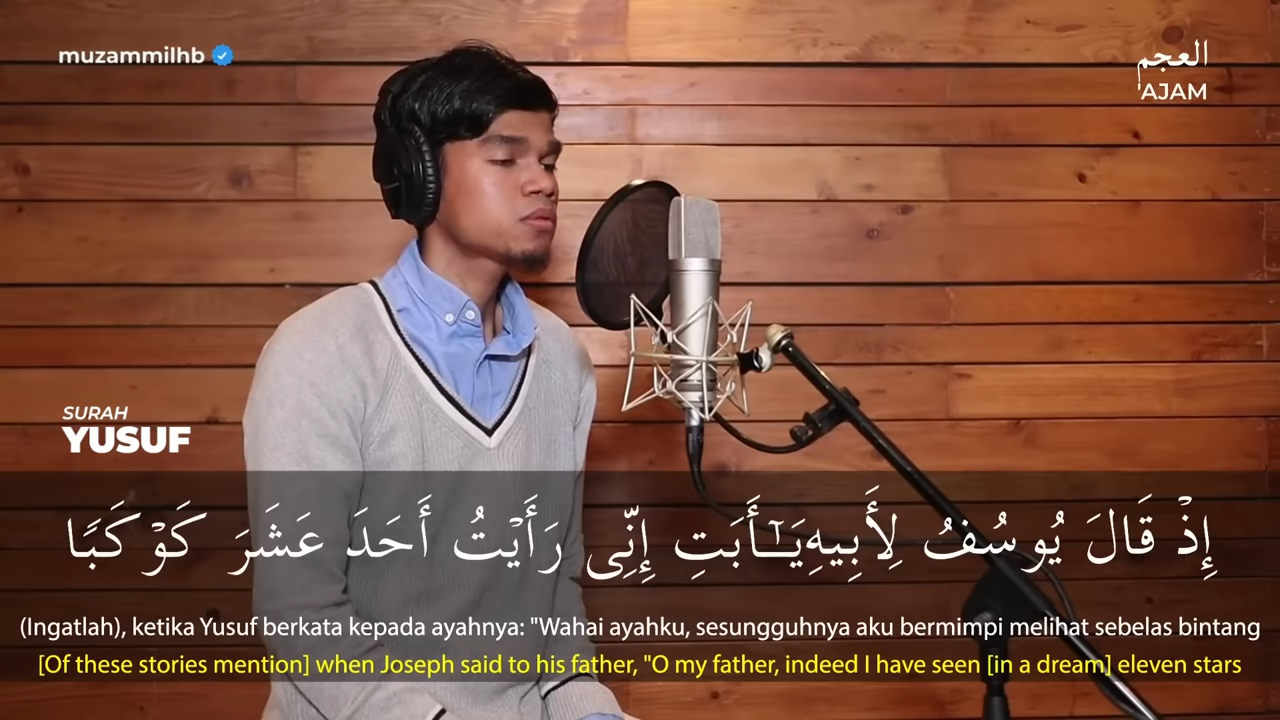 muzammilhb
العجم
'AJAM
SURAH
YUSUF
إِذْ قَالَ يُوسُفُ لِأَبِيهِ يَـٰٓأَبَتِ إِنِّى رَأَيْتُ أَحَدَ عَشَرَ كَوْكَبًا
(Ingatlah), ketika Yusuf berkata kepada ayahnya: "Wahai ayahku, sesungguhnya aku bermimpi melihat sebelas bintang
[Of these stories mention] when Joseph said to his father, "O my father, indeed I have seen [in a dream] eleven stars